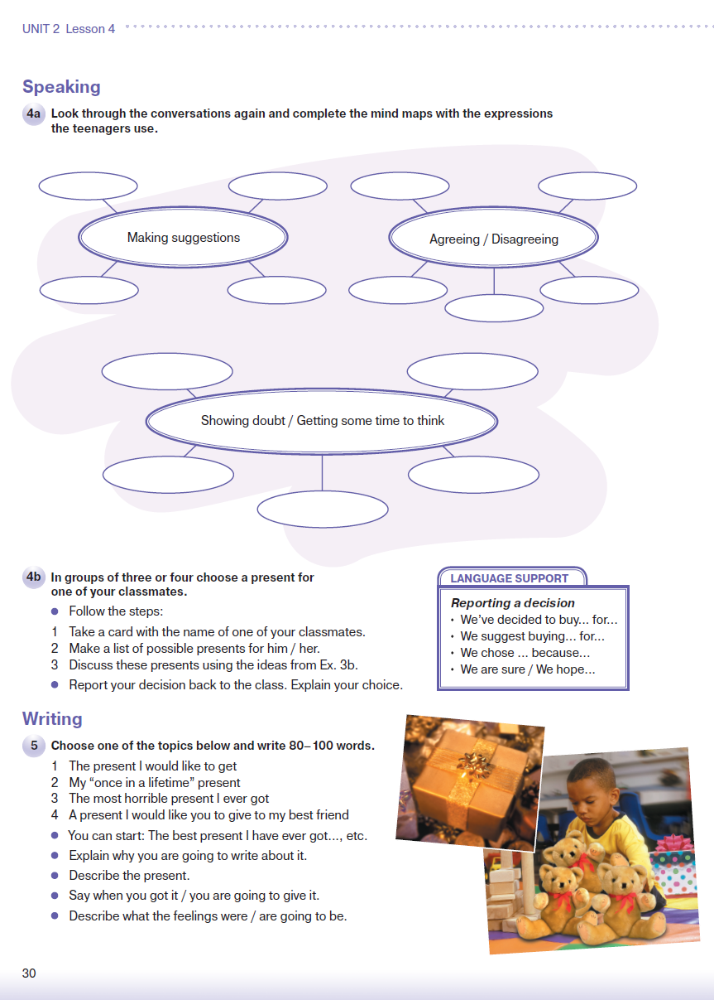 UNIT 2 Lesson 4
Speaking
4a Look through the conversations again and complete the mind maps with the expressions
the teenagers use.
Making suggestions
Agreeing / Disagreeing
Showing doubt / Getting some time to think
4b In groups of three or four choose a present for
one of your classmates.
● Follow the steps:
1 Take a card with the name of one of your classmates.
2 Make a list of possible presents for him / her.
3 Discuss these presents using the ideas from Ex. 3b.
● Report your decision back to the class. Explain your choice.
LANGUAGE SUPPORT
Reporting a decision
• We've decided to buy... for...
• We suggest buying... for...
• We chose ... because...
• We are sure / We hope...
Writing
5 Choose one of the topics below and write 80–100 words.
1 The present I would like to get
2 My “once in a lifetime” present
3 The most horrible present I ever got
4 A present I would like you to give to my best friend
● You can start: The best present I have ever got..., etc.
● Explain why you are going to write about it.
● Describe the present.
● Say when you got it / you are going to give it.
● Describe what the feelings were / are going to be.
30